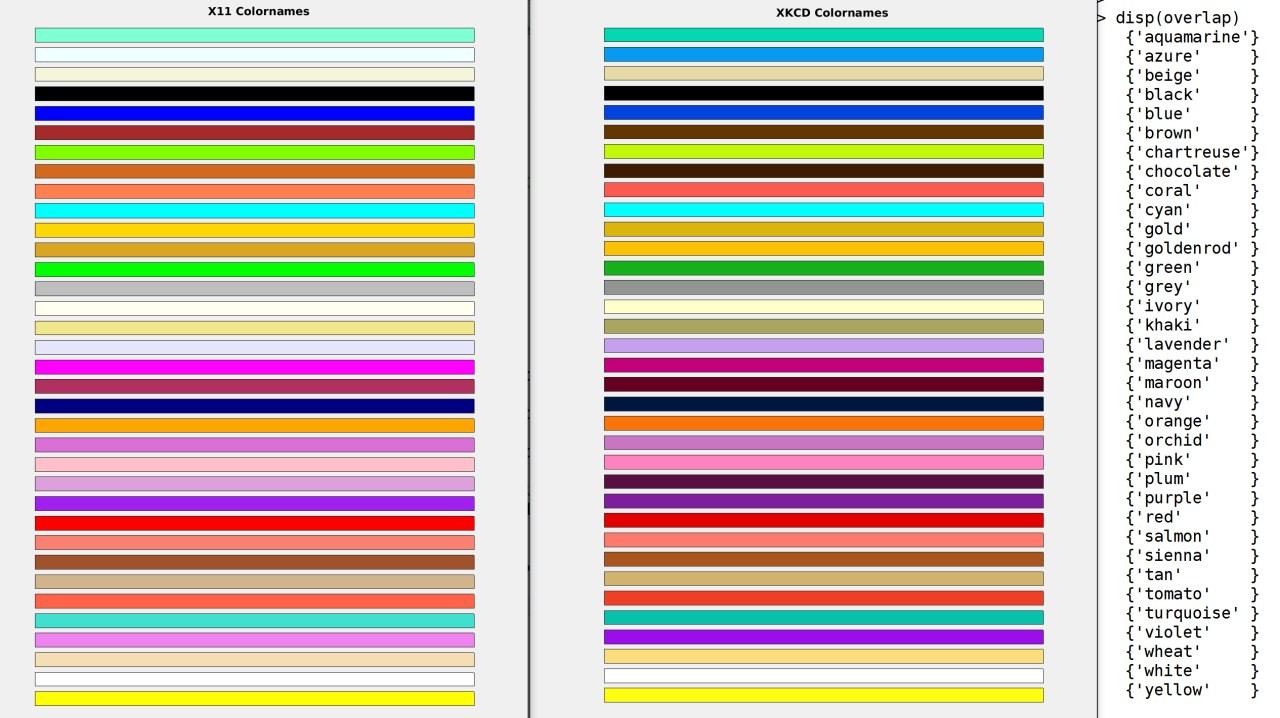 X11 Colornames
XKCD Colornames
> disp(overlap)
{'aquamarine'}
{'azure'     }
{'beige'     }
{'black'     }
{'blue'      }
{'brown'     }
{'chartreuse'}
{'chocolate' }
{'coral'     }
{'cyan'      }
{'gold'      }
{'goldenrod' }
{'green'     }
{'grey'      }
{'ivory'     }
{'khaki'     }
{'lavender'  }
{'magenta'   }
{'maroon'    }
{'navy'      }
{'orange'    }
{'orchid'    }
{'pink'      }
{'plum'      }
{'purple'    }
{'red'       }
{'salmon'    }
{'sienna'    }
{'tan'       }
{'tomato'    }
{'turquoise' }
{'violet'    }
{'wheat'     }
{'white'     }
{'yellow'    }